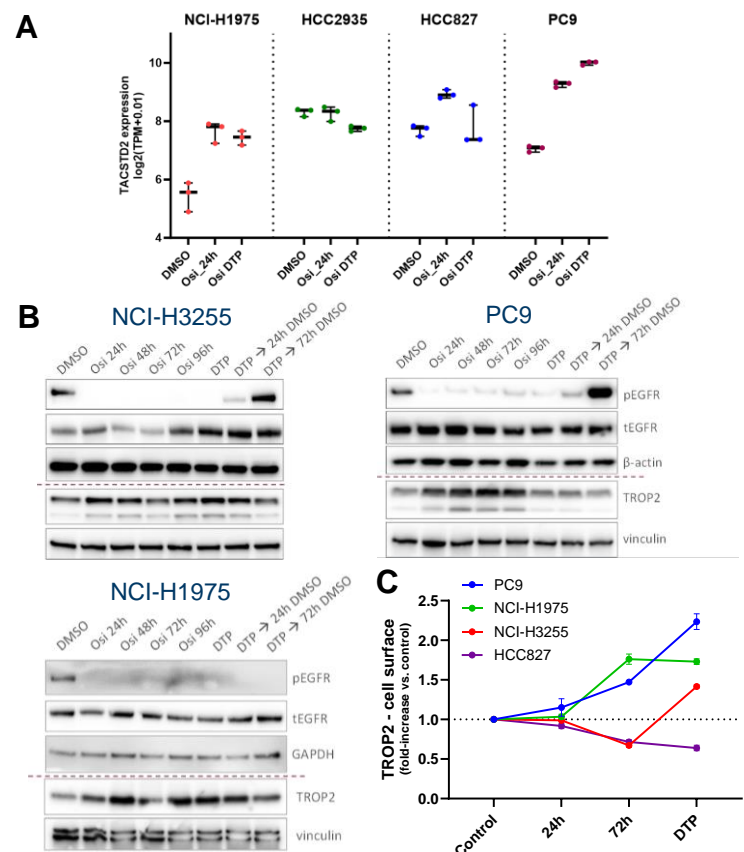 A
NCI-H1975 HCC2935 HCC827 PC9
TACSTD2 expression
log2(TPM+0.01)
10
8
6
4
DMSO Osi_24h Osi DTP DMSO Osi_24h Osi DTP DMSO Osi_24h Osi DTP DMSO Osi_24h Osi DTP
B
NCI-H3255
DMSO Osi 24h Osi 48h Osi 72h Osi 96h DTP DTP → 24h DMSO DTP → 72h DMSO
PC9
DMSO Osi 24h Osi 48h Osi 72h Osi 96h DTP DTP → 24h DMSO DTP → 72h DMSO
pEGFR
tEGFR
β-actin
TROP2
vinculin
NCI-H1975
DMSO Osi 24h Osi 48h Osi 72h Osi 96h DTP DTP → 24h DMSO DTP → 72h DMSO
pEGFR
tEGFR
GAPDH
TROP2
vinculin
C
PC9
NCI-H1975
NCI-H3255
HCC827
TROP2 - cell surface
(fold-increase vs. control)
2.5
2.0
1.5
1.0
0.5
0.0
Control 24h 72h DTP